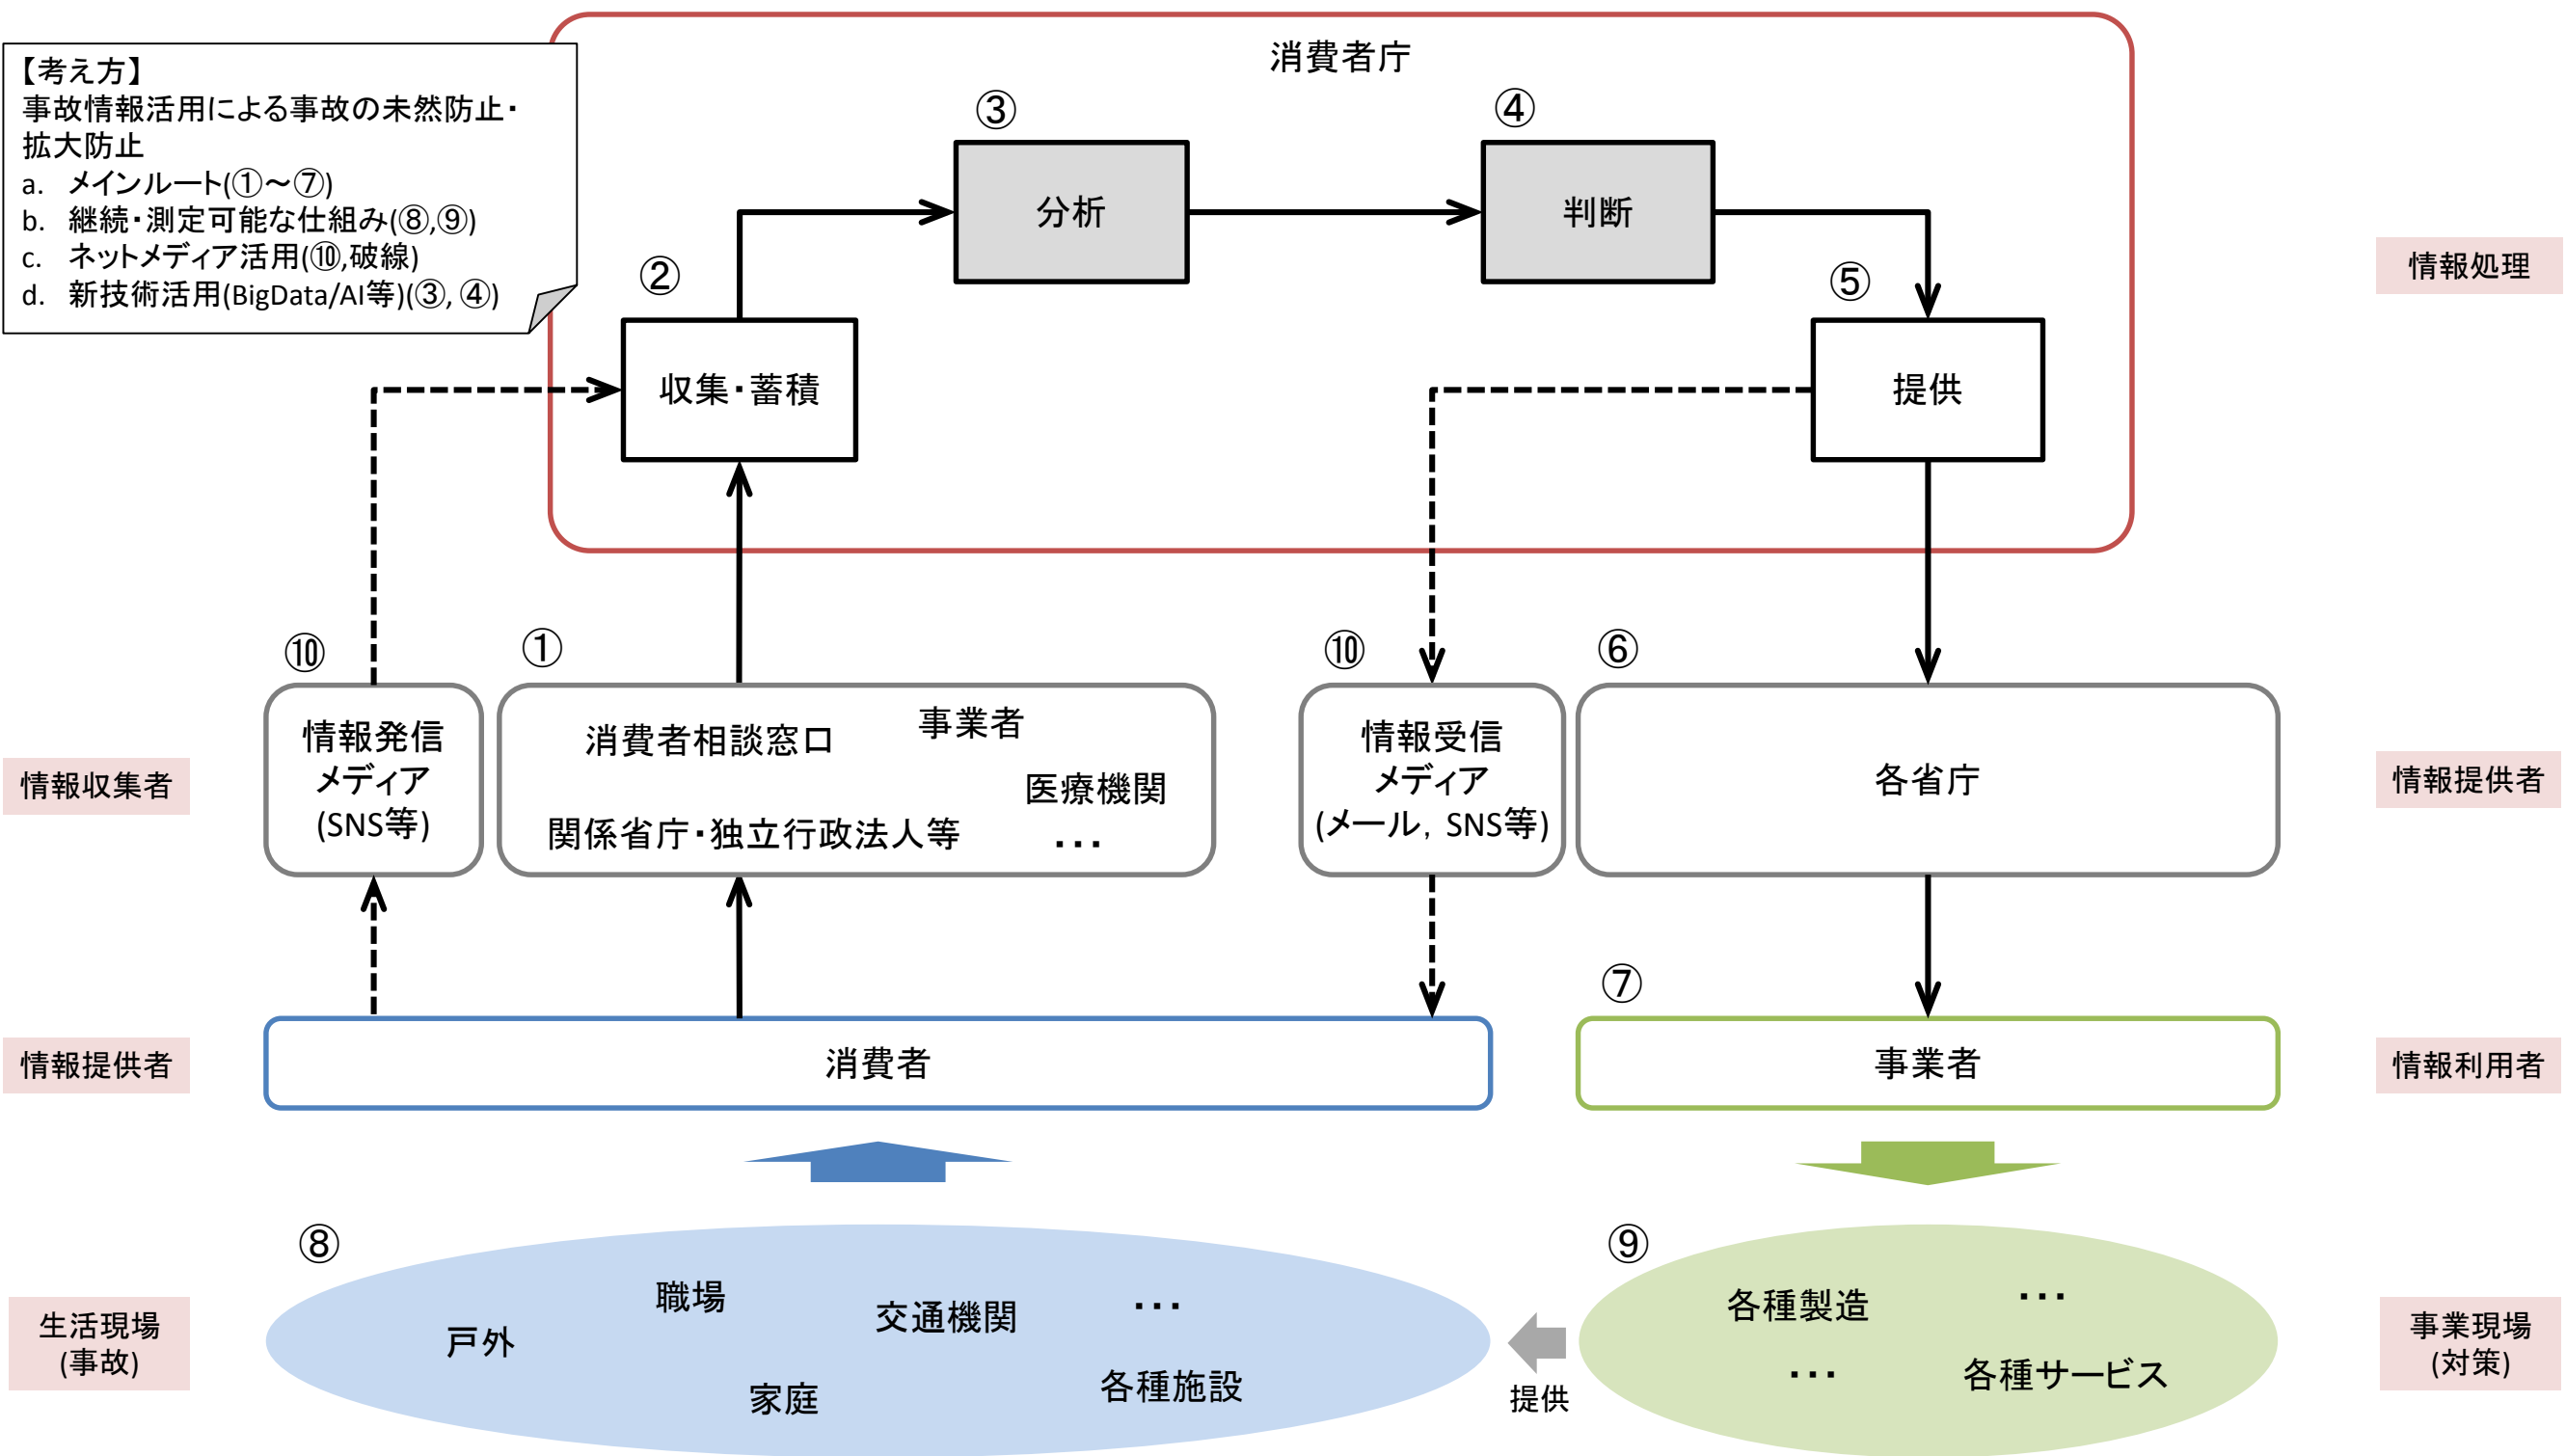 消費者庁
【考え方】
事故情報活用による事故の未然防止・
拡大防止
a. メインルート(①～⑦)
b. 継続・測定可能な仕組み(⑧,⑨)
c. ネットメディア活用(⑩,破線)
d. 新技術活用(BigData/AI等)(③, ④)
③
分析
④
判断
②
収集・蓄積
⑤
提供
情報処理
⑩
情報発信
メディア
(SNS等)
①
消費者相談窓口
事業者
医療機関
関係省庁・独立行政法人等
・・・
⑩
情報受信
メディア
(メール, SNS等)
⑥
各省庁
情報収集者
情報提供者
⑦
情報提供者
消費者
事業者
情報利用者
⑧
職場
交通機関
・・・
戸外
家庭
各種施設
⑨
各種製造
・・・
・・・
各種サービス
提供
生活現場
(事故)
事業現場
(対策)